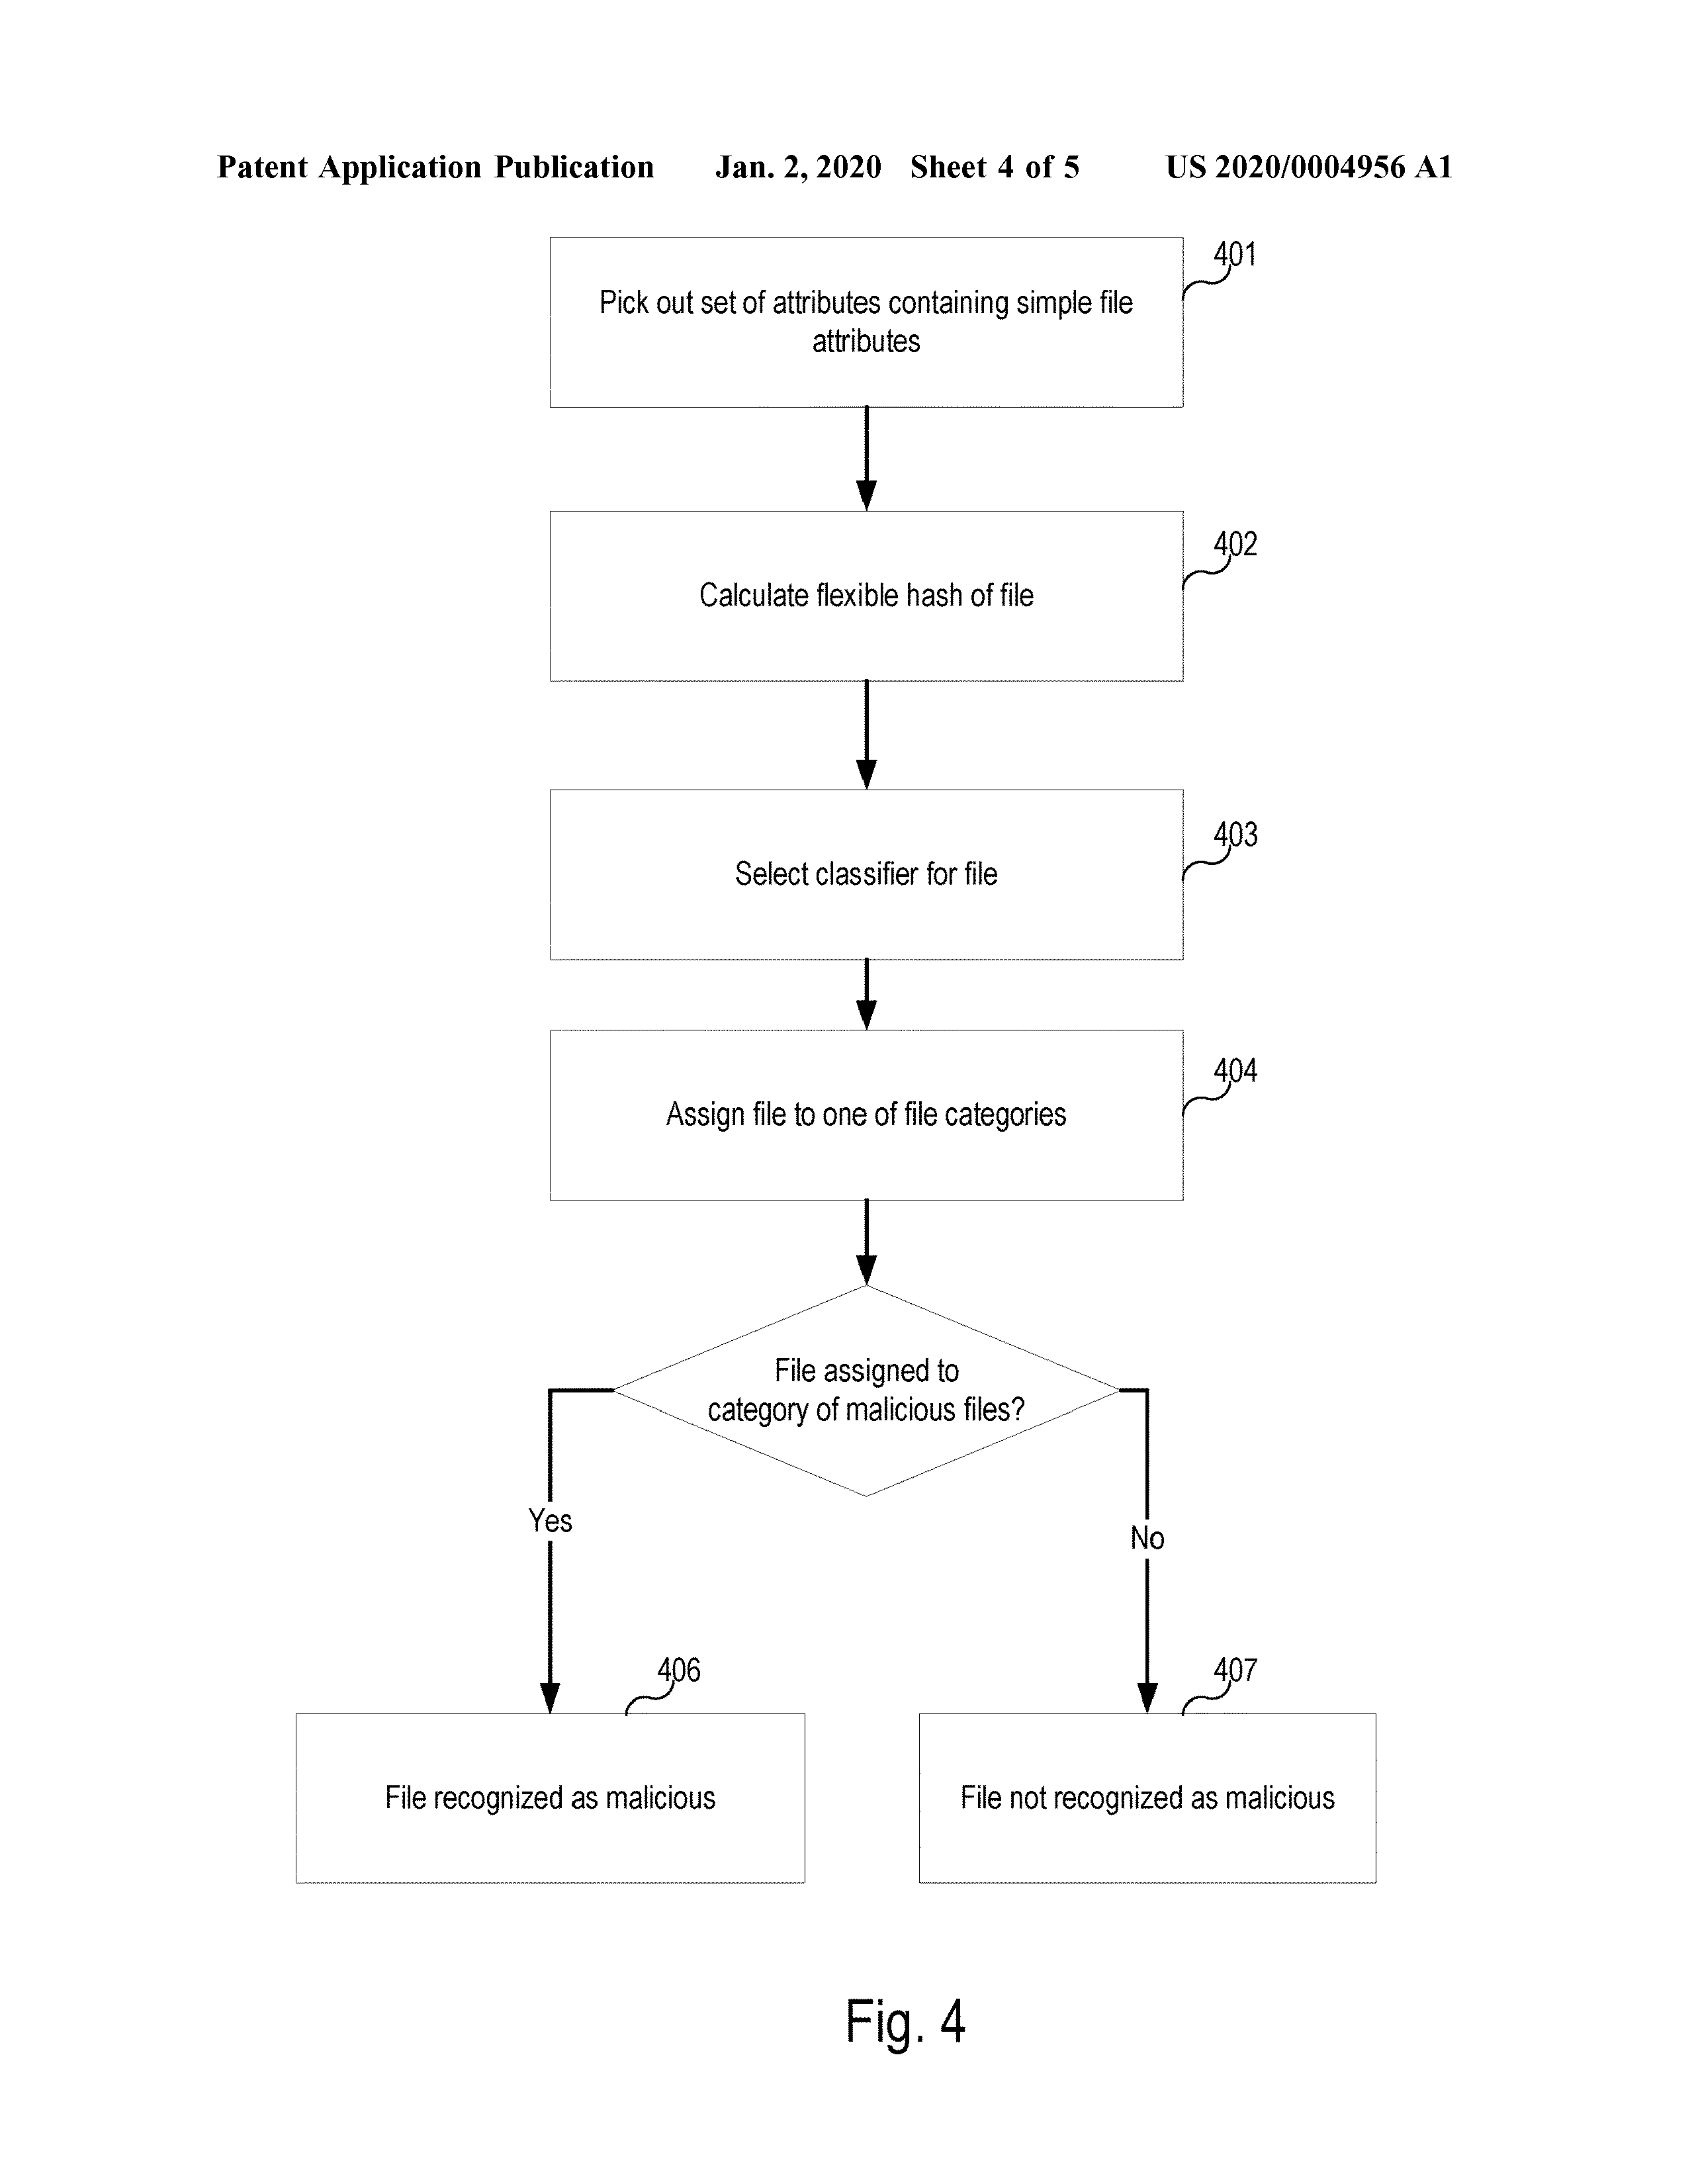 Patent Application Publication Jan. 2, 2020 Sheet 4 of 5 US 2020/0004956 A1
401
Pick out set of attributes containing simple file
attributes
402
Calculate flexible hash of file
403
Select classifier for file
404
Assign file to one of file categories
File assigned to
category of malicious files?
Yes
No
406
407
File recognized as malicious
File not recognized as malicious
Fig. 4